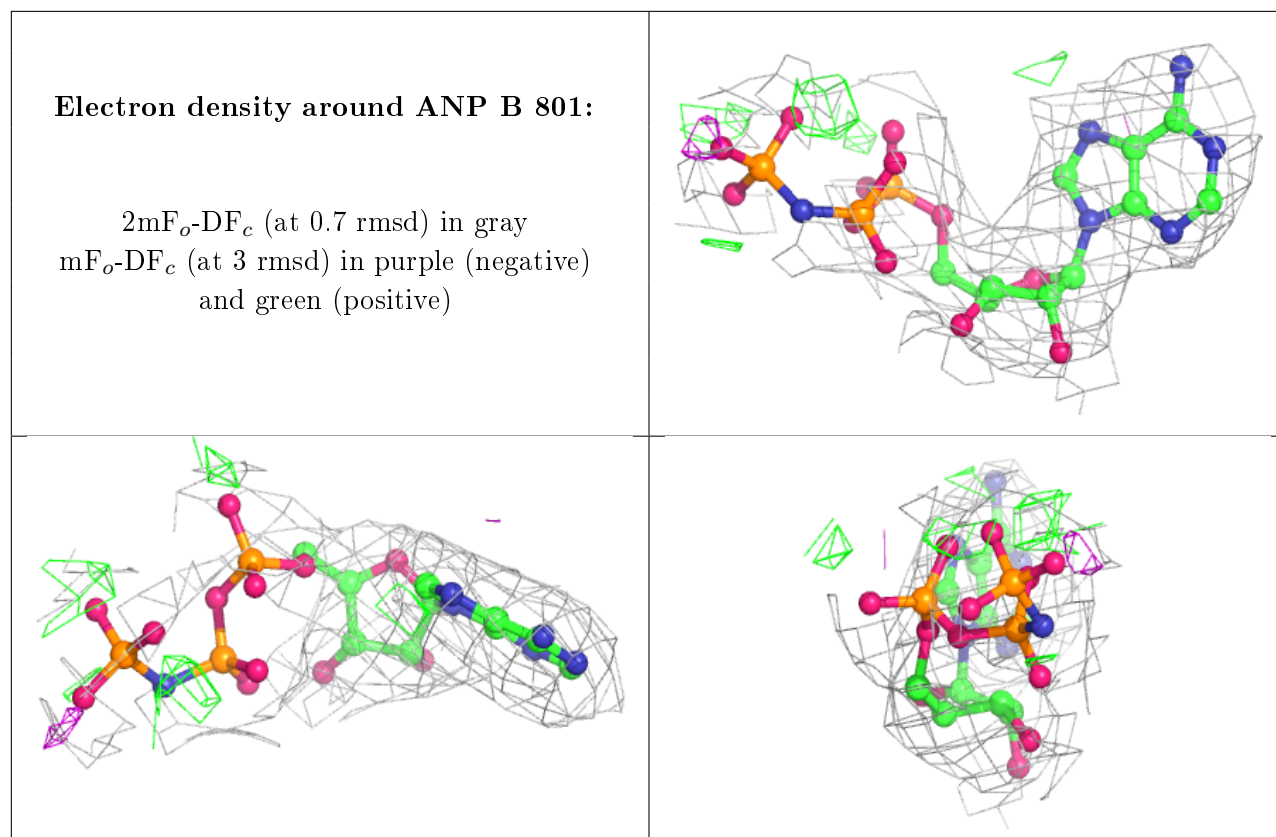 Electron density around ANP B 801:
2mFₒ-DF𝒸 (at 0.7 rmsd) in gray
mFₒ-DF𝒸 (at 3 rmsd) in purple (negative)
and green (positive)